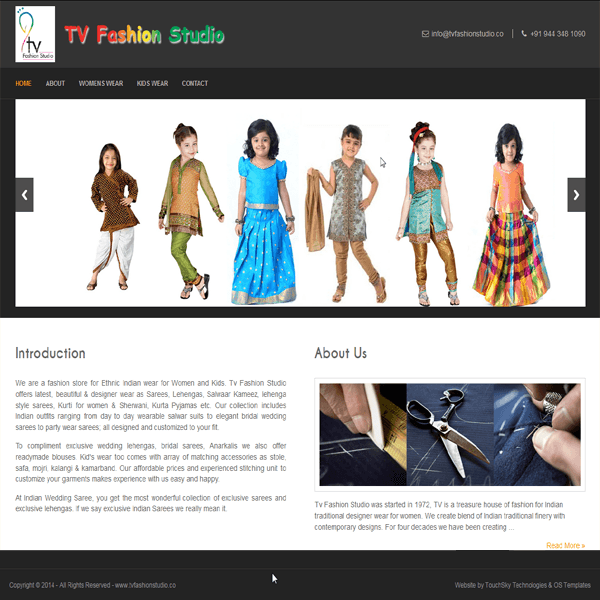 tv
Fashion Studio
TV Fashion Studio
info@tvfashionstudio.co
+91 944 348 1090
HOME ABOUT WOMENS WEAR KIDS WEAR CONTACT
Introduction
We are a fashion store for Ethnic Indian wear for Women and Kids. Tv Fashion Studio
offers latest, beautiful & designer wear as Sarees, Lehengas, Salwaar Kameez, lehenga
style sarees, Kurti for women & Sherwani, Kurta Pyjamas etc. Our collection includes
Indian outfits ranging from day to day wearable salwar suits to elegant bridal wedding
sarees to party wear sarees; all designed and customized to your fit.
To compliment exclusive wedding lehengas, bridal sarees, Anarkalis we also offer
readymade blouses. Kid's wear too comes with array of matching accessories as stole,
safa, mojri, kalangi & kamarband. Our affordable prices and experienced stitching unit to
customize your garments makes experience with us easy and happy.
At Indian Wedding Saree, you get the most wonderful collection of exclusive sarees and
exclusive lehengas. If we say exclusive Indian Sarees we really mean it.
About Us
Tv Fashion Studio was started in 1972, TV is a treasure house of fashion for Indian
traditional designer wear for women. We create blend of Indian traditional finery with
contemporary designs. For four decades we have been creating ...
Read More »
Copyright © 2014 - All Rights Reserved - www.tvfashionstudio.co
Website by TouchSky Technologies & OS Templates